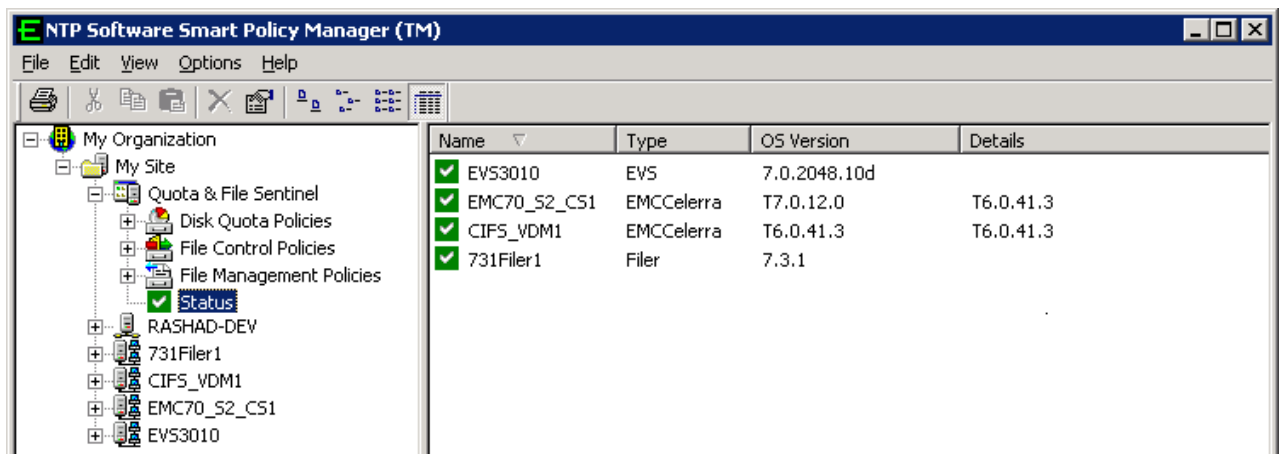 NTP Software Smart Policy Manager (TM)
File Edit View Options Help
My Organization
My Site
Quota & File Sentinel
Disk Quota Policies
File Control Policies
File Management Policies
Status
RASHAD-DEV
731Filer1
CIFS_VDM1
EMC70_S2_CS1
EVS3010
Name Type OS Version Details
EVS3010 EVS 7.0.2048.10d
EMC70_S2_CS1 EMCCelerra T7.0.12.0 T6.0.41.3
CIFS_VDM1 EMCCelerra T6.0.41.3 T6.0.41.3
731Filer1 Filer 7.3.1